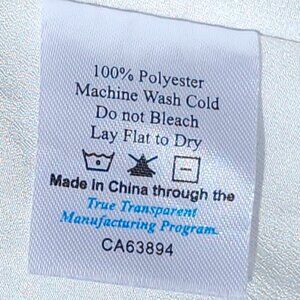 100% Polyester
Machine Wash Cold
Do not Bleach
Lay Flat to Dry
Made in China through the
True Transparent
Manufacturing Program.
CA63894